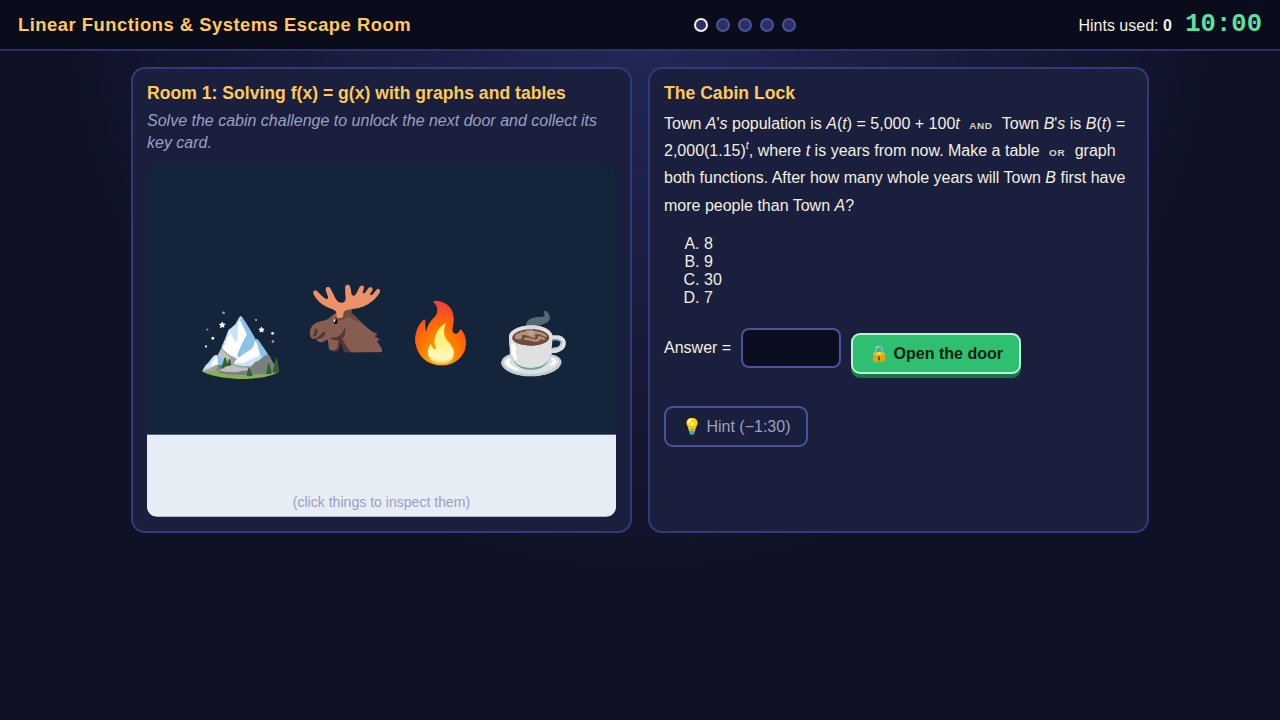 Linear Functions & Systems Escape Room
Hints used: 0 10:00
Room 1: Solving f(x) = g(x) with graphs and tables
Solve the cabin challenge to unlock the next door and collect its
key card.
(click things to inspect them)
The Cabin Lock
Town A's population is A(t) = 5,000 + 100t AND Town B's is B(t) =
2,000(1.15)^t, where t is years from now. Make a table OR graph
both functions. After how many whole years will Town B first have
more people than Town A?
A. 8
B. 9
C. 30
D. 7
Answer =
🔒 Open the door
💡 Hint (−1:30)